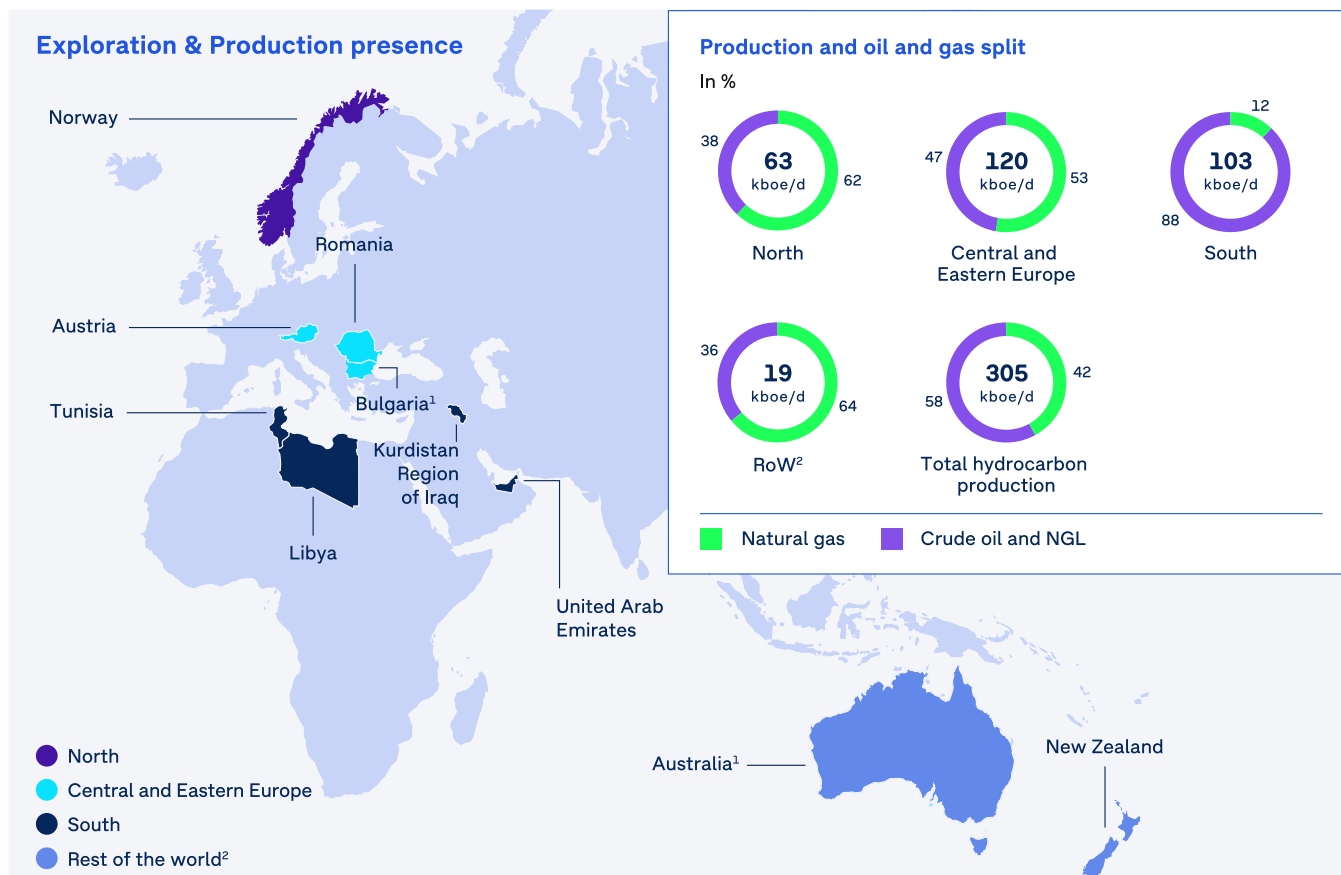 Exploration & Production presence
Norway
Romania
Austria
Tunisia
Bulgaria¹
Kurdistan
Region
of Iraq
Libya
United Arab
Emirates
Australia¹
New Zealand
North
Central and Eastern Europe
South
Rest of the world²
Production and oil and gas split
In %
38
63
kboe/d
62
North
47
120
kboe/d
53
Central and
Eastern Europe
12
103
kboe/d
88
South
36
19
kboe/d
64
RoW²
58
305
kboe/d
42
Total hydrocarbon
production
Natural gas
Crude oil and NGL